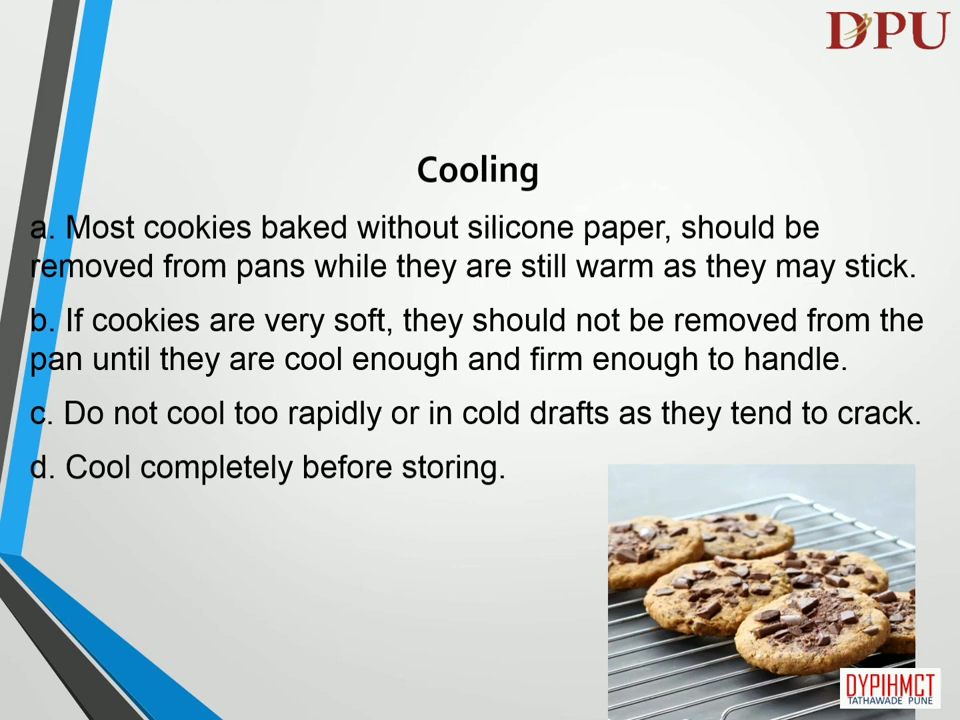 DPU
Cooling
a. Most cookies baked without silicone paper, should be
removed from pans while they are still warm as they may stick.
b. If cookies are very soft, they should not be removed from the
pan until they are cool enough and firm enough to handle.
c. Do not cool too rapidly or in cold drafts as they tend to crack.
d. Cool completely before storing.
DYPIHMCT
TATHAWADE PUNE